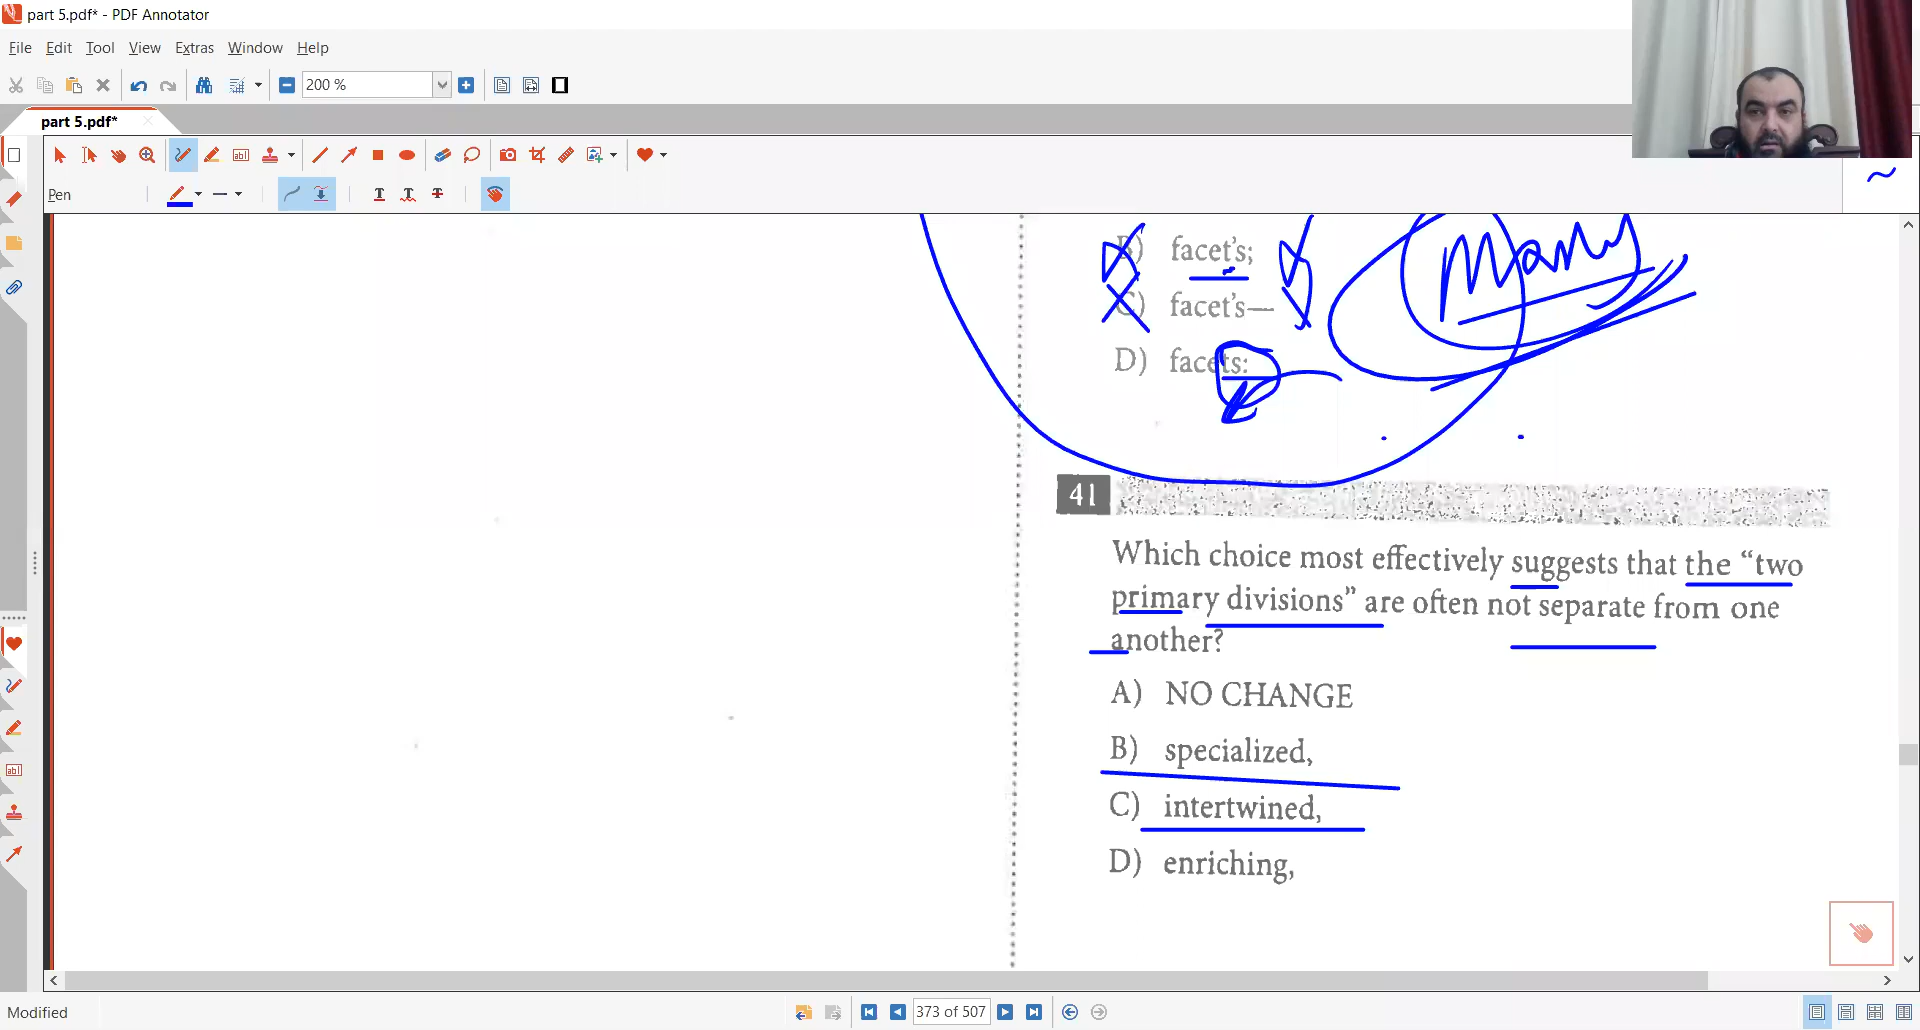 part 5.pdf* - PDF Annotator
File Edit Tool View Extras Window Help
200 %
part 5.pdf*
Pen
B) facet's;
C) facet's—
D) facets:
Many
41
Which choice most effectively suggests that the “two
primary divisions” are often not separate from one
another?
A) NO CHANGE
B) specialized,
C) intertwined,
D) enriching,
Modified
373 of 507